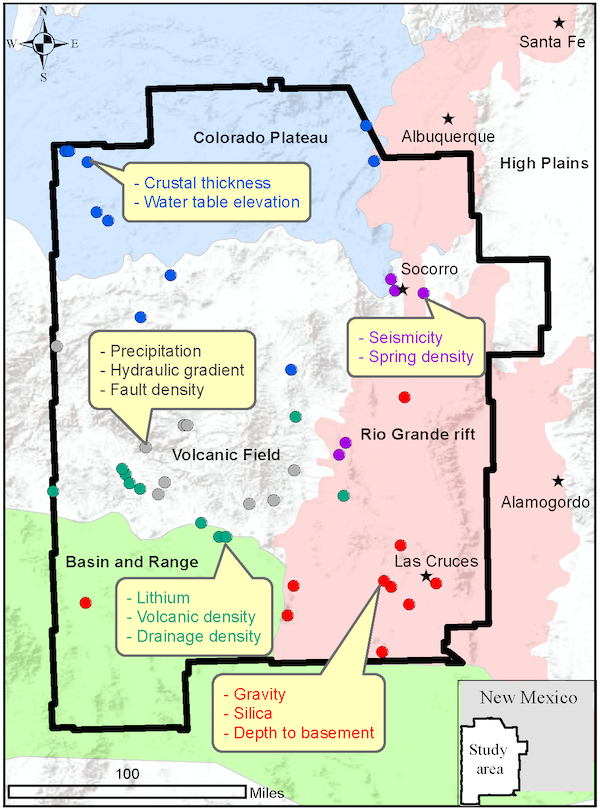 N
W
E
S
Santa Fe
Albuquerque
Colorado Plateau
High Plains
- Crustal thickness
- Water table elevation
Socorro
- Seismicity
- Spring density
- Precipitation
- Hydraulic gradient
- Fault density
Volcanic Field
Rio Grande rift
Alamogordo
Basin and Range
Las Cruces
- Lithium
- Volcanic density
- Drainage density
- Gravity
- Silica
- Depth to basement
New Mexico
Study
area
100
Miles